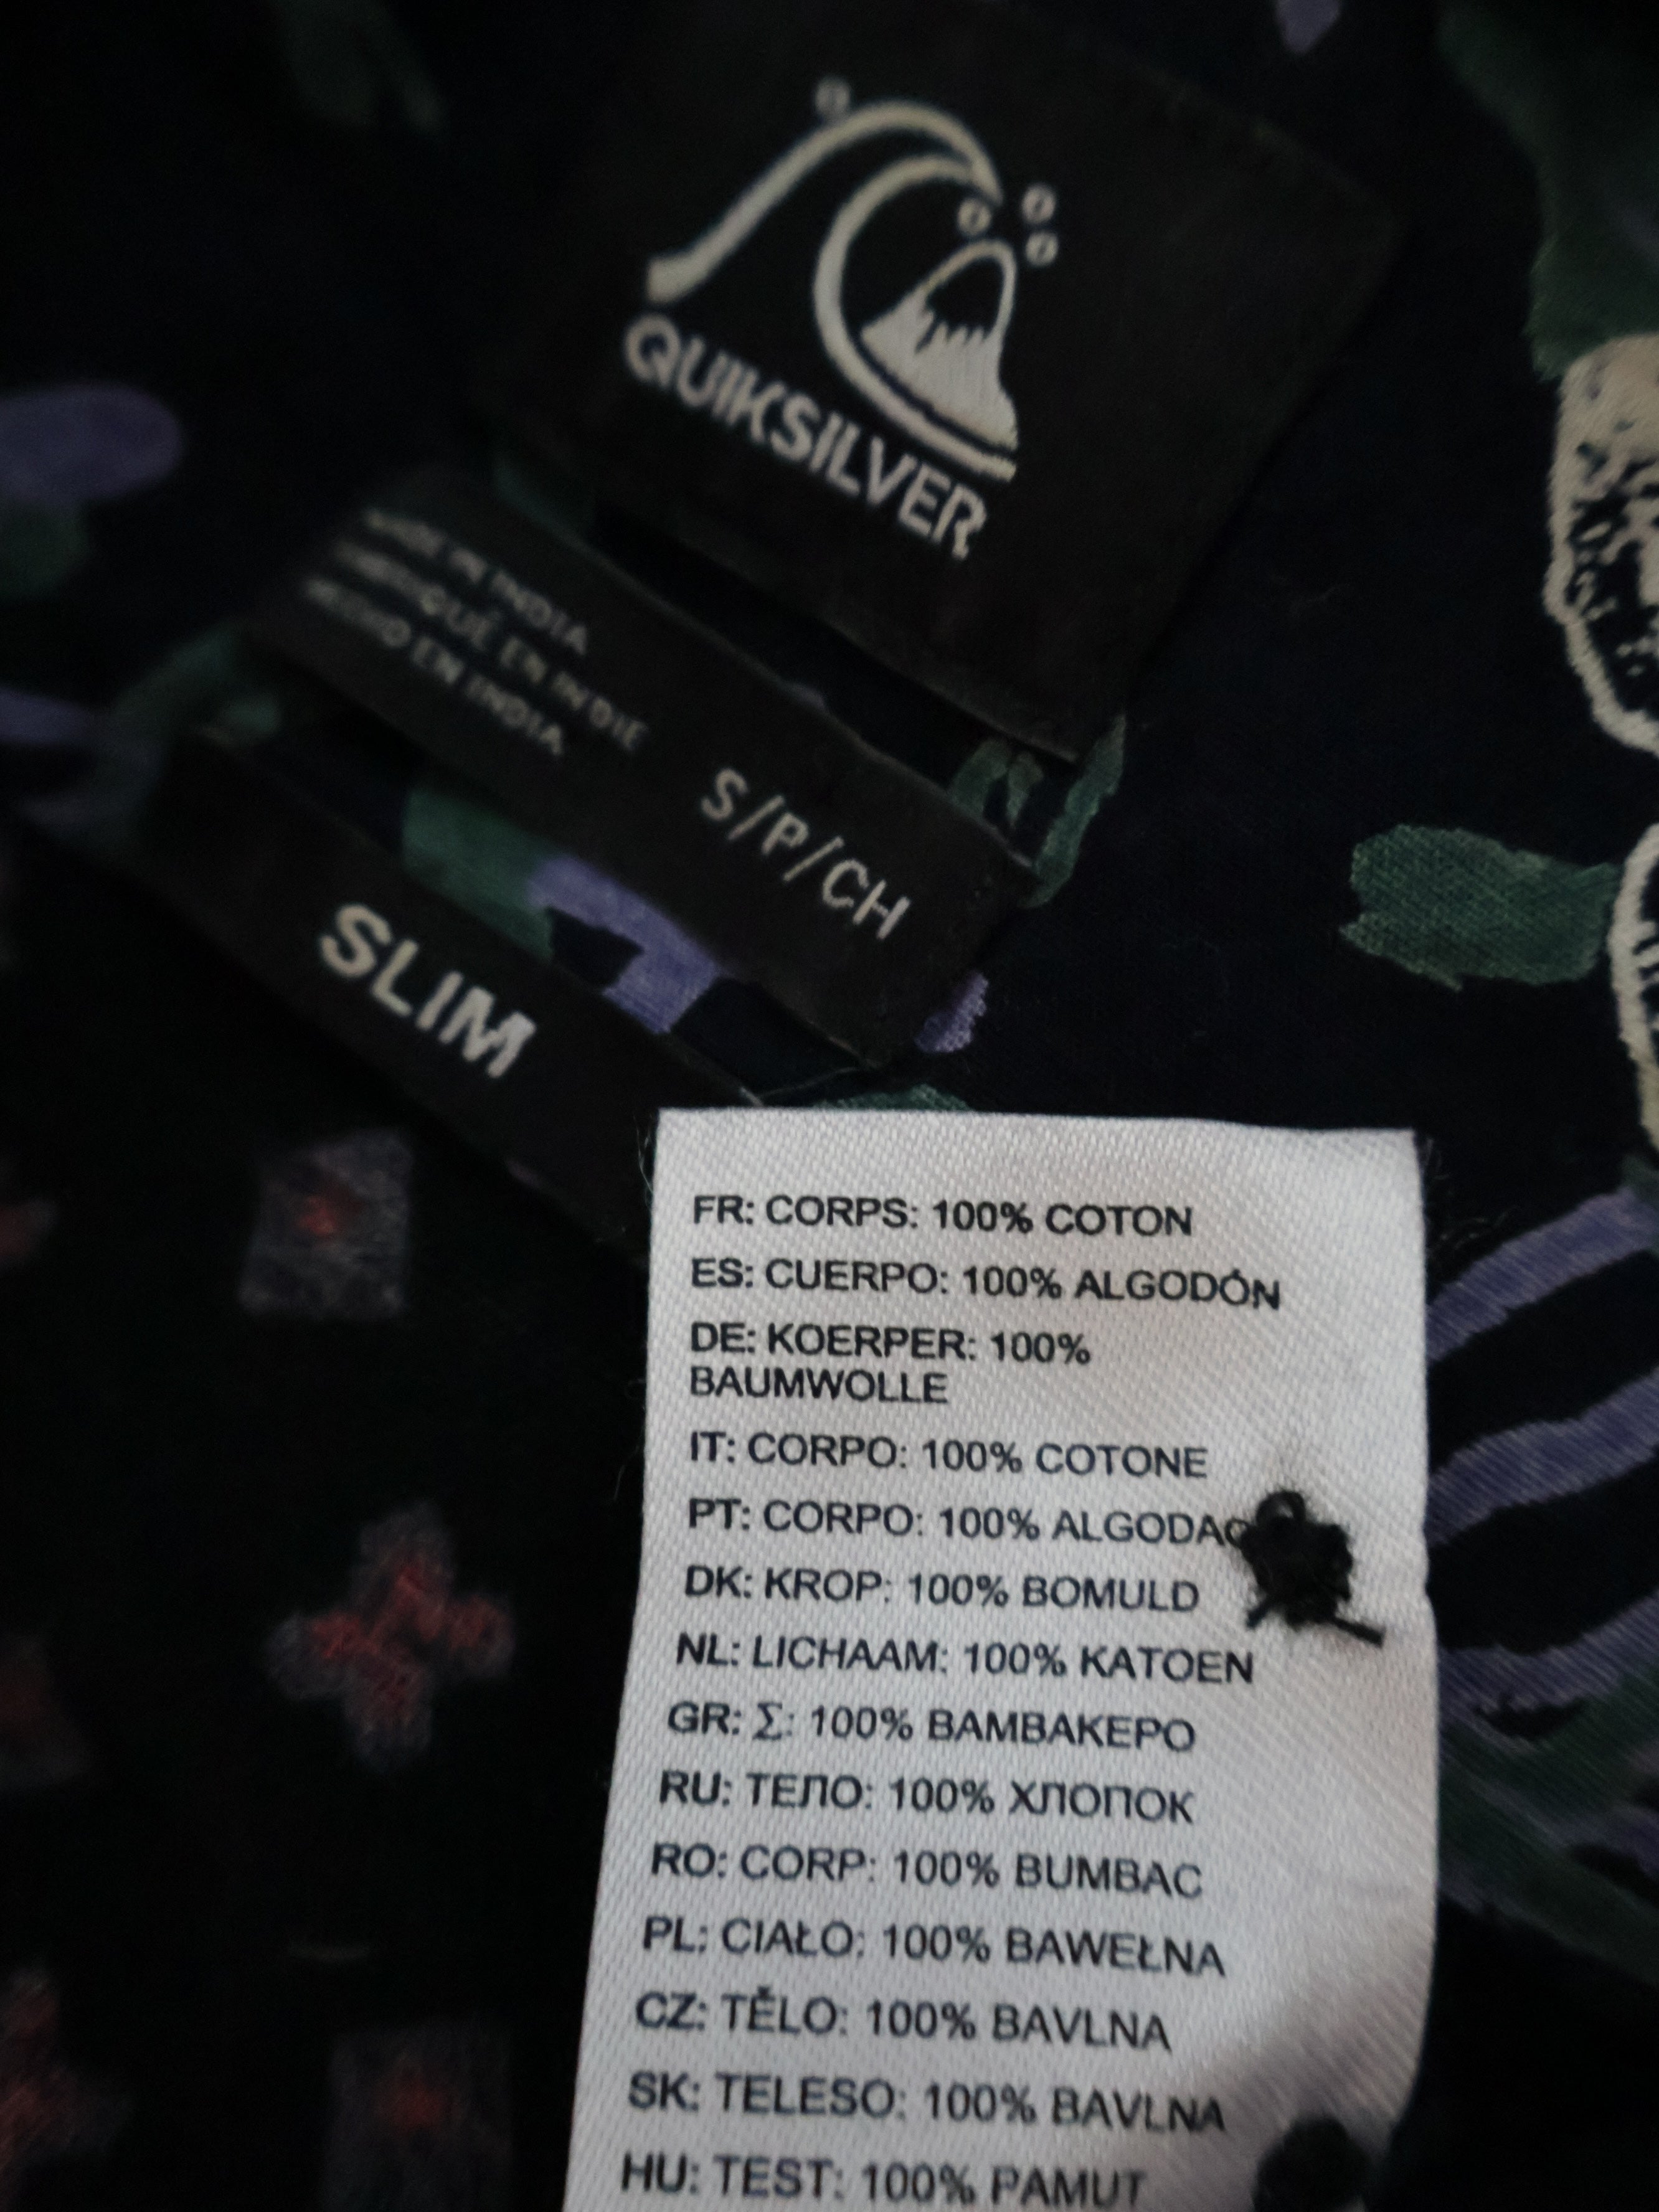 QUIKSILVER
MADE IN INDIA
FABRIQUÉ EN INDIE
HECHO EN INDIA
S/P/CH
SLIM
FR: CORPS: 100% COTON
ES: CUERPO: 100% ALGODÓN
DE: KOERPER: 100%
BAUMWOLLE
IT: CORPO: 100% COTONE
PT: CORPO: 100% ALGODAO
DK: KROP: 100% BOMULD
NL: LICHAAM: 100% KATOEN
GR: Σ: 100% ΒΑΜΒΑΚΕΡΟ
RU: ТЕЛО: 100% ХЛОПОК
RO: CORP: 100% BUMBAC
PL: CIAŁO: 100% BAWEŁNA
CZ: TĚLO: 100% BAVLNA
SK: TELESO: 100% BAVLNA
HU: TEST: 100% PAMUT